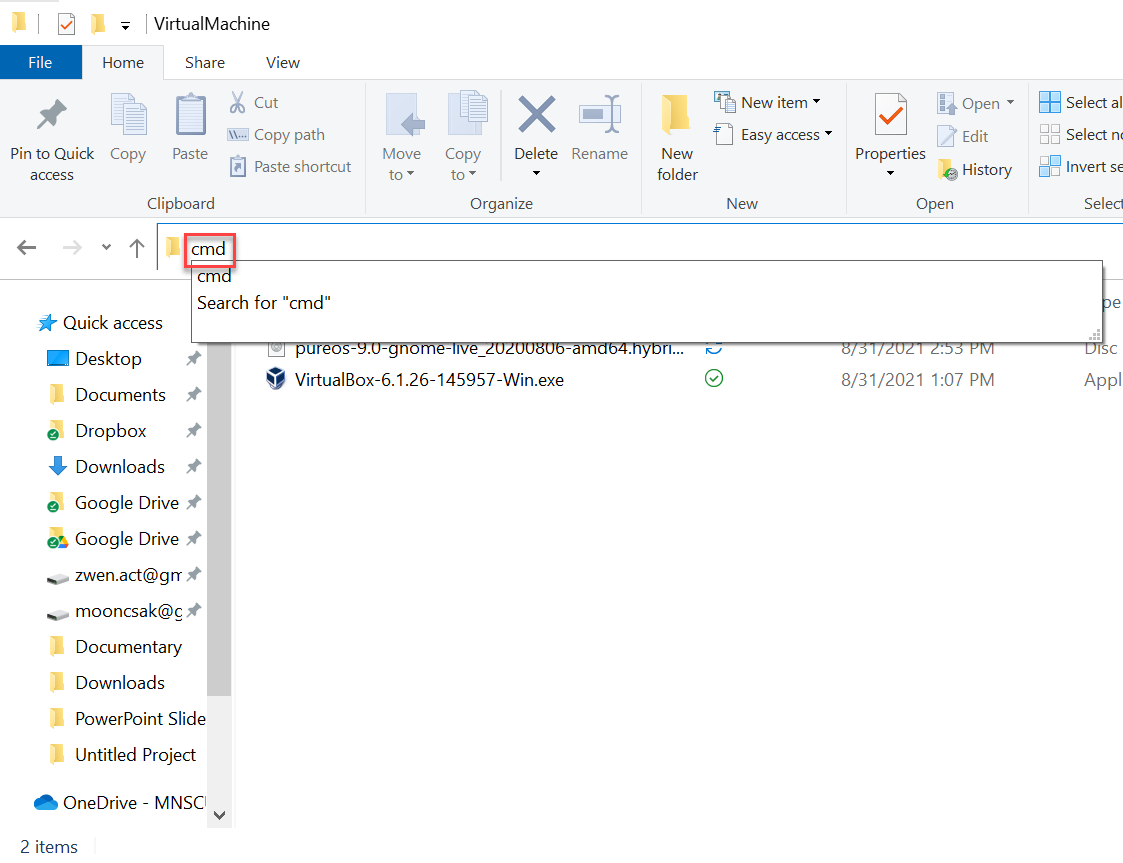 VirtualMachine
File Home Share View
Pin to Quick access
Copy
Paste
Cut
Copy path
Paste shortcut
Clipboard
Move to
Copy to
Delete
Rename
Organize
New folder
New item
Easy access
New
Properties
Open
Edit
History
Open
Select al
Select no
Invert se
Select
cmd
cmd
Search for "cmd"
pe
pureos-9.0-gnome-live_20200806-amd64.hybri... 8/31/2021 2:53 PM Disc
VirtualBox-6.1.26-145957-Win.exe 8/31/2021 1:07 PM Appl
Quick access
Desktop
Documents
Dropbox
Downloads
Google Drive
Google Drive
zwen.act@gm
mooncsak@g
Documentary
Downloads
PowerPoint Slide
Untitled Project
OneDrive - MNSCU
2 items